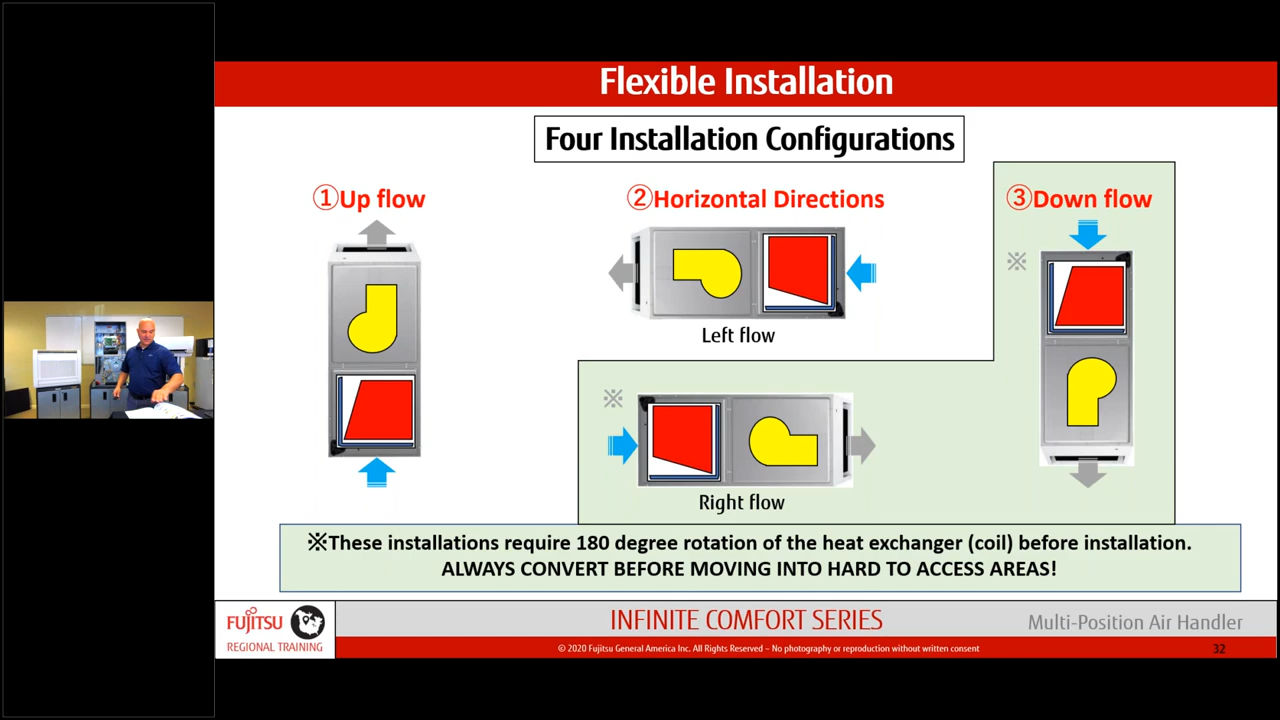 Flexible Installation
Four Installation Configurations
①Up flow
②Horizontal Directions
③Down flow
※
Left flow
※
Right flow
※These installations require 180 degree rotation of the heat exchanger (coil) before installation.
ALWAYS CONVERT BEFORE MOVING INTO HARD TO ACCESS AREAS!
FUJITSU
REGIONAL TRAINING
INFINITE COMFORT SERIES
Multi-Position Air Handler
© 2020 Fujitsu General America Inc. All Rights Reserved – No photography or reproduction without written consent
32